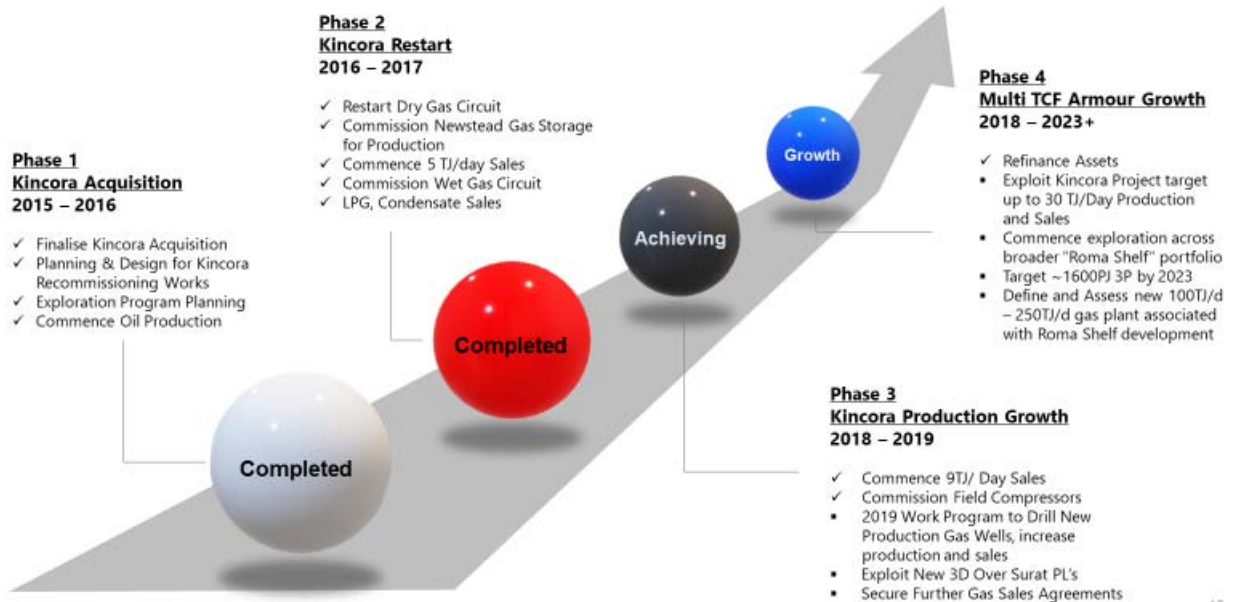 Phase 1
Kincora Acquisition
2015 – 2016
✓ Finalise Kincora Acquisition
✓ Planning & Design for Kincora
Recommissioning Works
✓ Exploration Program Planning
✓ Commence Oil Production
Completed
Phase 2
Kincora Restart
2016 – 2017
✓ Restart Dry Gas Circuit
✓ Commission Newstead Gas Storage
for Production
✓ Commence 5 TJ/day Sales
✓ Commission Wet Gas Circuit
✓ LPG, Condensate Sales
Completed
Achieving
Phase 3
Kincora Production Growth
2018 – 2019
✓ Commence 9TJ/ Day Sales
✓ Commission Field Compressors
▪ 2019 Work Program to Drill New
Production Gas Wells, increase
production and sales
▪ Exploit New 3D Over Surat PL's
▪ Secure Further Gas Sales Agreements
Growth
Phase 4
Multi TCF Armour Growth
2018 – 2023+
✓ Refinance Assets
▪ Exploit Kincora Project target
up to 30 TJ/Day Production
and Sales
▪ Commence exploration across
broader "Roma Shelf" portfolio
▪ Target ~1600PJ 3P by 2023
▪ Define and Assess new 100TJ/d
– 250TJ/d gas plant associated
with Roma Shelf development